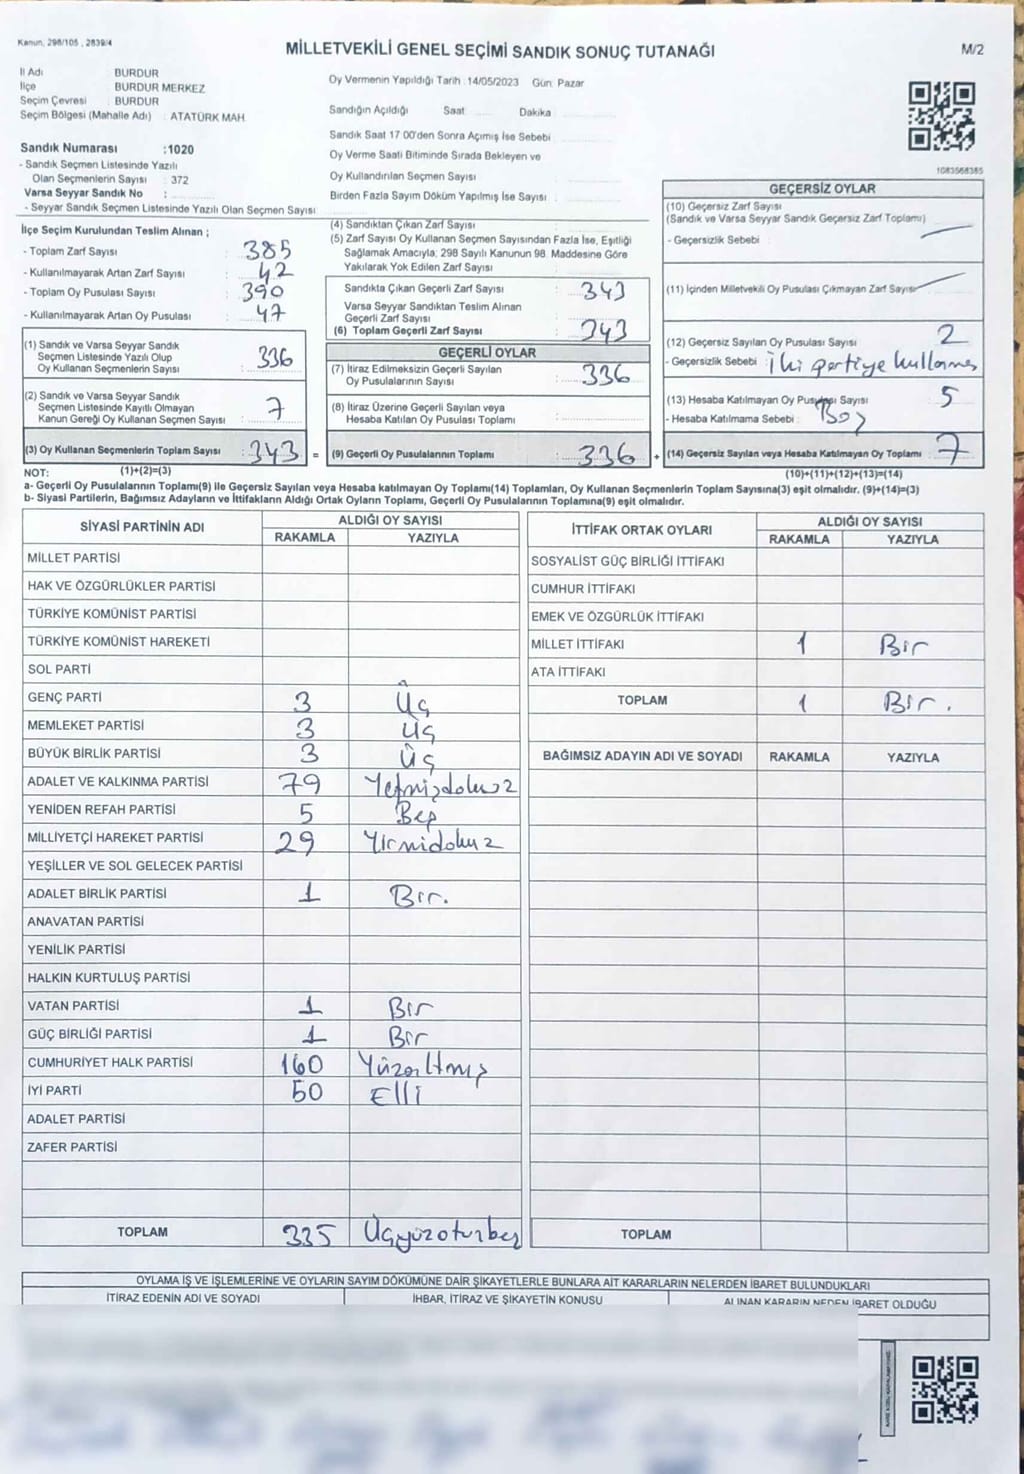 Kanun, 298/105 , 2839/4
MİLLETVEKİLİ GENEL SEÇİMİ SANDIK SONUÇ TUTANAĞI
M/2
İl Adı BURDUR
İlçe BURDUR MERKEZ
Seçim Çevresi : BURDUR
Seçim Bölgesi (Mahalle Adı) : ATATÜRK MAH.
Sandık Numarası :1020
- Sandık Seçmen Listesinde Yazılı
Olan Seçmenlerin Sayısı : 372
Varsa Seyyar Sandık No :
- Seyyar Sandık Seçmen Listesinde Yazılı Olan Seçmen Sayısı
Oy Vermenin Yapıldığı Tarih : 14/05/2023 Gün: Pazar
Sandığın Açıldığı Saat Dakika
Sandık Saat 17 00'den Sonra Açımış İse Sebebi
Oy Verme Saati Bitiminde Sırada Bekleyen ve
Oy Kullandırılan Seçmen Sayısı
Birden Fazla Sayım Döküm Yapılmış İse Sayısı
1083568385
İlçe Seçim Kurulundan Teslim Alınan ;
- Toplam Zarf Sayısı : 385
- Kullanılmayarak Artan Zarf Sayısı : 42
- Toplam Oy Pusulası Sayısı : 390
- Kullanılmayarak Artan Oy Pusulası : 47
(1) Sandık ve Varsa Seyyar Sandık
Seçmen Listesinde Yazılı Olup
Oy Kullanan Seçmenlerin Sayısı : 336
(2) Sandık ve Varsa Seyyar Sandık
Seçmen Listesinde Kayıtlı Olmayan
Kanun Gereği Oy Kullanan Seçmen Sayısı : 7
(3) Oy Kullanan Seçmenlerin Toplam Sayısı : 343 =
(4) Sandıktan Çıkan Zarf Sayısı
(5) Zarf Sayısı Oy Kullanan Seçmen Sayısından Fazla İse, Eşitliği
Sağlamak Amacıyla; 298 Sayılı Kanunun 98. Maddesine Göre
Yakılarak Yok Edilen Zarf Sayısı
Sandıkta Çıkan Geçerli Zarf Sayısı : 343
Varsa Seyyar Sandıktan Teslim Alınan
Geçerli Zarf Sayısı
(6) Toplam Geçerli Zarf Sayısı : 343
GEÇERLİ OYLAR
(7) İtiraz Edilmeksizin Geçerli Sayılan
Oy Pusulalarının Sayısı : 336
(8) İtiraz Üzerine Geçerli Sayılan veya
Hesaba Katılan Oy Pusulası Toplamı
(9) Geçerli Oy Pusulalarının Toplamı : 336 +
GEÇERSİZ OYLAR
(10) Geçersiz Zarf Sayısı
(Sandık ve Varsa Seyyar Sandık Geçersiz Zarf Toplamı)
- Geçersizlik Sebebi :
(11) İçinden Milletvekili Oy Pusulası Çıkmayan Zarf Sayısı
(12) Geçersiz Sayılan Oy Pusulası Sayısı : 2
- Geçersizlik Sebebi : İki partiye kullanmış
(13) Hesaba Katılmayan Oy Pusulası Sayısı : 5
- Hesaba Katılmama Sebebi : Boş
(14) Geçersiz Sayılan veya Hesaba Katılmayan Oy Toplamı : 7
NOT: (1)+(2)=(3) (10)+(11)+(12)+(13)=(14)
a- Geçerli Oy Pusulalarının Toplamı(9) ile Geçersiz Sayılan veya Hesaba katılmayan Oy Toplamı(14) Toplamları, Oy Kullanan Seçmenlerin Toplam Sayısına(3) eşit olmalıdır. (9)+(14)=(3)
b- Siyasi Partilerin, Bağımsız Adayların ve İttifakların Aldığı Ortak Oyların Toplamı, Geçerli Oy Pusulalarının Toplamına(9) eşit olmalıdır.
SİYASİ PARTİNİN ADI ALDIĞI OY SAYISI
RAKAMLA YAZIYLA
MİLLET PARTİSİ
HAK VE ÖZGÜRLÜKLER PARTİSİ
TÜRKİYE KOMÜNİST PARTİSİ
TÜRKİYE KOMÜNİST HAREKETİ
SOL PARTİ
GENÇ PARTİ 3 Üç
MEMLEKET PARTİSİ 3 Üç
BÜYÜK BİRLİK PARTİSİ 3 Üç
ADALET VE KALKINMA PARTİSİ 79 Yetmişdokuz
YENİDEN REFAH PARTİSİ 5 Beş
MİLLİYETÇİ HAREKET PARTİSİ 29 Yirmidokuz
YEŞİLLER VE SOL GELECEK PARTİSİ
ADALET BİRLİK PARTİSİ 1 Bir.
ANAVATAN PARTİSİ
YENİLİK PARTİSİ
HALKIN KURTULUŞ PARTİSİ
VATAN PARTİSİ 1 Bir
GÜÇ BİRLİĞİ PARTİSİ 1 Bir
CUMHURİYET HALK PARTİSİ 160 Yüzaltmış
İYİ PARTİ 50 Elli
ADALET PARTİSİ
ZAFER PARTİSİ
TOPLAM 335 Üçyüzotuzbeş
İTTİFAK ORTAK OYLARI ALDIĞI OY SAYISI
RAKAMLA YAZIYLA
SOSYALİST GÜÇ BİRLİĞİ İTTİFAKI
CUMHUR İTTİFAKI
EMEK VE ÖZGÜRLÜK İTTİFAKI
MİLLET İTTİFAKI 1 Bir
ATA İTTİFAKI
TOPLAM 1 Bir.
BAĞIMSIZ ADAYIN ADI VE SOYADI RAKAMLA YAZIYLA
TOPLAM
OYLAMA İŞ VE İŞLEMLERİNE VE OYLARIN SAYIM DÖKÜMÜNE DAİR ŞİKAYETLERLE BUNLARA AİT KARARLARIN NELERDEN İBARET BULUNDUKLARI
İTİRAZ EDENİN ADI VE SOYADI İHBAR, İTİRAZ VE ŞİKAYETİN KONUSU ALINAN KARARIN NEDEN İBARET OLDUĞU